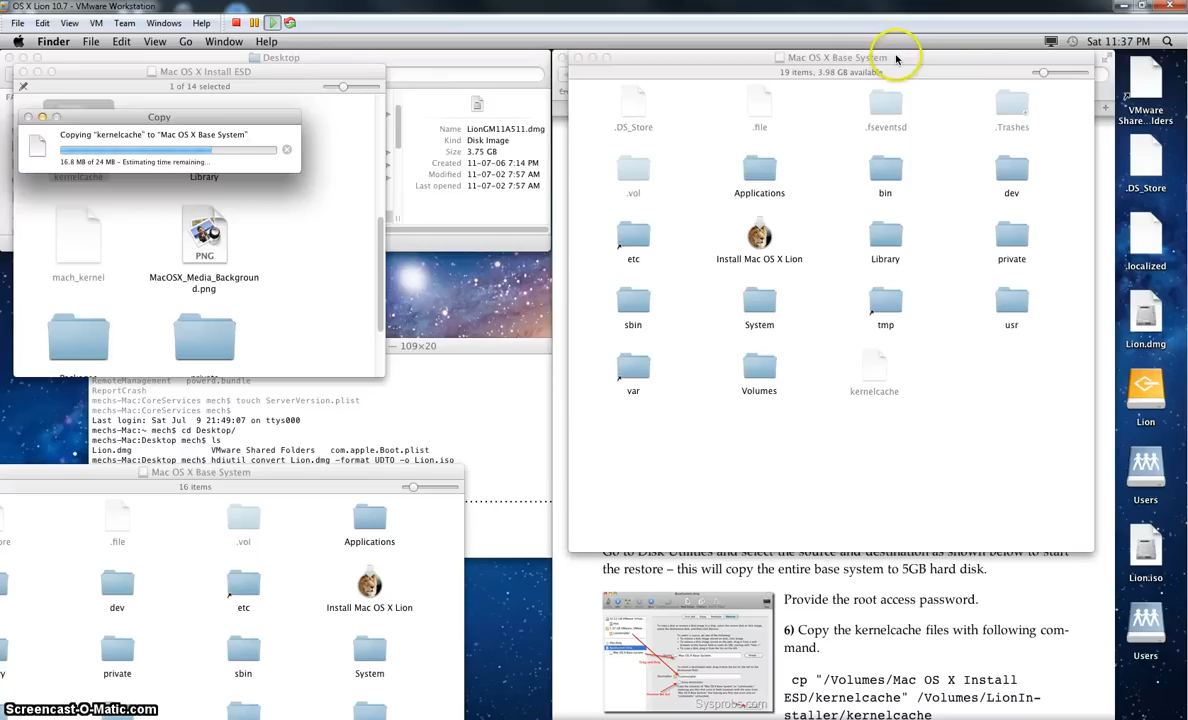 OS X Lion 10.7 - VMware Workstation
File Edit View VM Team Windows Help
Finder File Edit View Go Window Help
Sat 11:37 PM
Desktop
Mac OS X Install ESD
1 of 14 selected
Copy
Copying "kernelcache" to "Mac OS X Base System"
16.8 MB of 24 MB - Estimating time remaining...
kernelcache
Library
mach_kernel
MacOSX_Media_Backgroun
d.png
PNG
Name LionGM11A511.dmg
Kind Disk Image
Size 3.75 GB
Created 11-07-06 7:14 PM
Modified 11-07-02 7:57 AM
Last opened 11-07-02 7:57 AM
— 109×20
RemoteManagement powerd.bundle
ReportCrash
mechs-Mac:CoreServices mech$ touch ServerVersion.plist
mechs-Mac:CoreServices mech$
Last login: Sat Jul 9 21:49:07 on ttys000
mechs-Mac:~ mech$ cd Desktop/
mechs-Mac:Desktop mech$ ls
Lion.dmg VMware Shared Folders com.apple.Boot.plist
mechs-Mac:Desktop mech$ hdiutil convert Lion.dmg -format UDTO -o Lion.iso
Mac OS X Base System
16 items
.file
.vol
Applications
dev
etc
Install Mac OS X Lion
private
sbin
System
Mac OS X Base System
19 items, 3.98 GB available
.DS_Store
.file
.fseventsd
.Trashes
.vol
Applications
bin
dev
etc
Install Mac OS X Lion
Library
private
sbin
System
tmp
usr
var
Volumes
kernelcache
Go to Disk Utilities and select the source and destination as shown below to start
the restore – this will copy the entire base system to 5GB hard disk.
Provide the root access password.
6) Copy the kernelcache files with following com-
mand.
cp "/Volumes/Mac OS X Install
ESD/kernelcache" /Volumes/LionIn-
staller/kernelcache
Sysprobs.com
VMware
Share...lders
.DS_Store
.localized
Lion.dmg
Lion
Users
Lion.iso
Users
Screencast-O-Matic.com